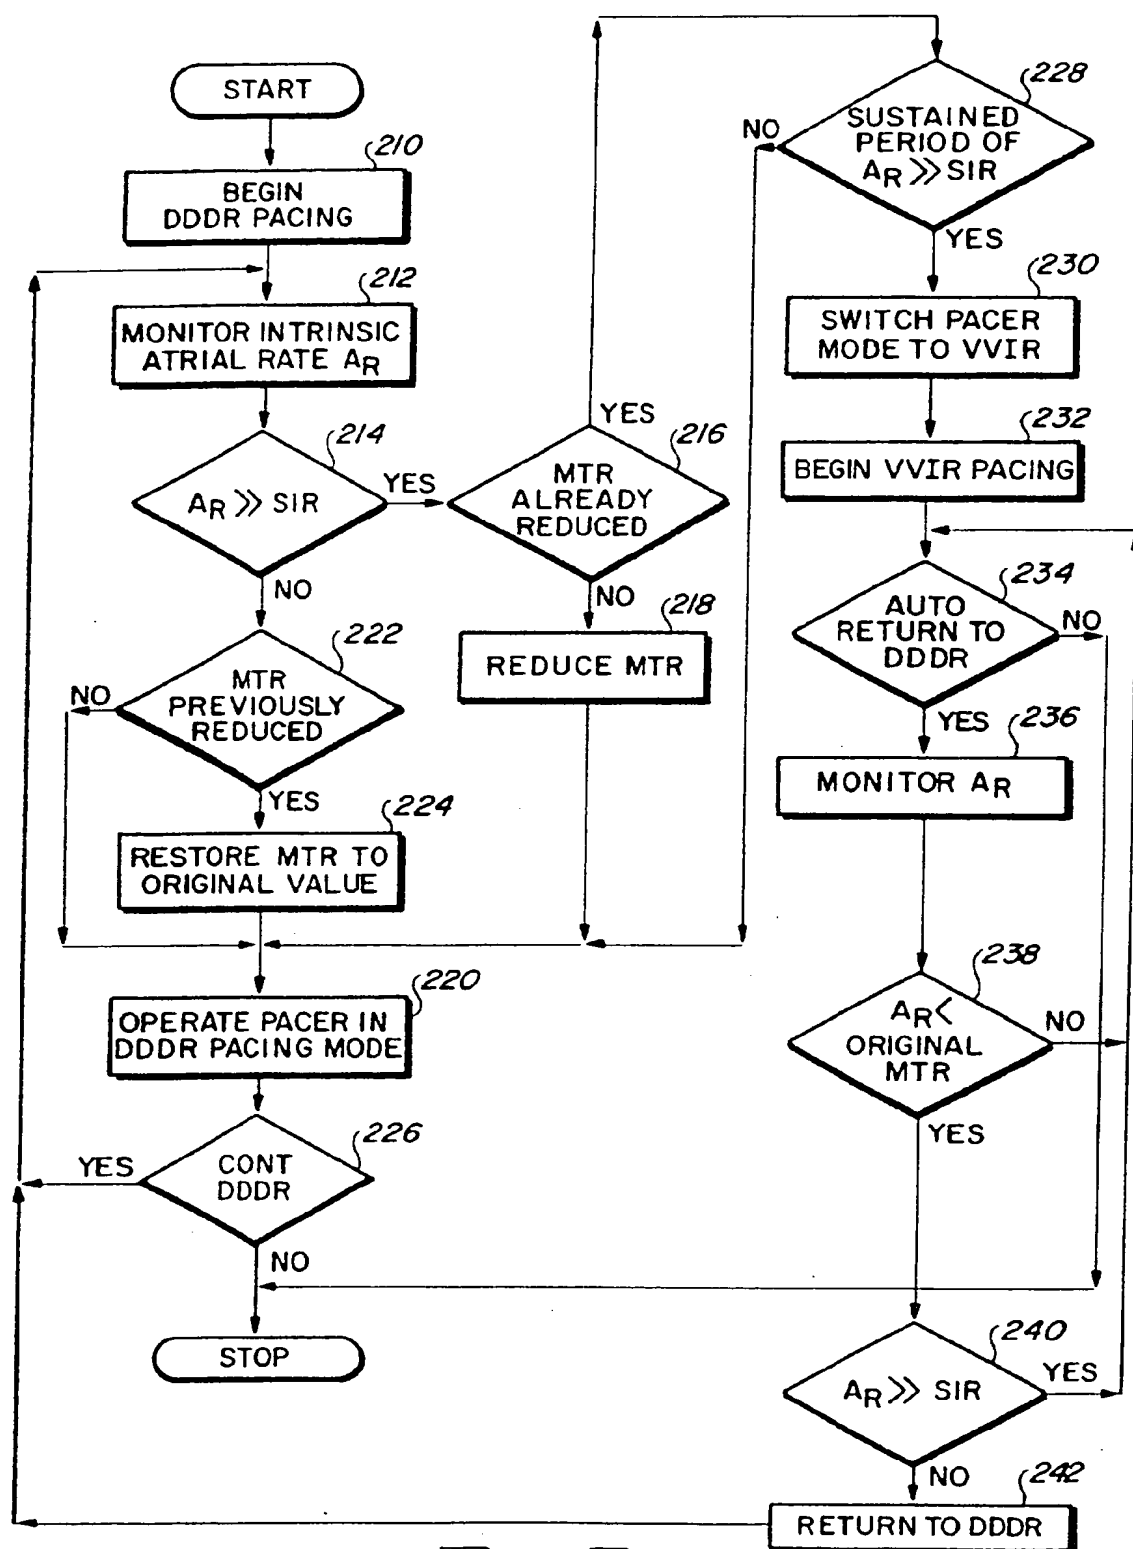 START
210
BEGIN
DDDR PACING
212
MONITOR INTRINSIC
ATRIAL RATE AR
214
AR >> SIR
YES
NO
216
MTR
ALREADY
REDUCED
YES
NO
218
REDUCE MTR
222
MTR
PREVIOUSLY
REDUCED
NO
YES
224
RESTORE MTR TO
ORIGINAL VALUE
220
OPERATE PACER IN
DDDR PACING MODE
226
CONT
DDDR
YES
NO
STOP
228
SUSTAINED
PERIOD OF
AR >> SIR
NO
YES
230
SWITCH PACER
MODE TO VVIR
232
BEGIN VVIR PACING
234
AUTO
RETURN TO
DDDR
NO
YES
236
MONITOR AR
238
AR <
ORIGINAL
MTR
NO
YES
240
AR >> SIR
YES
NO
242
RETURN TO DDDR